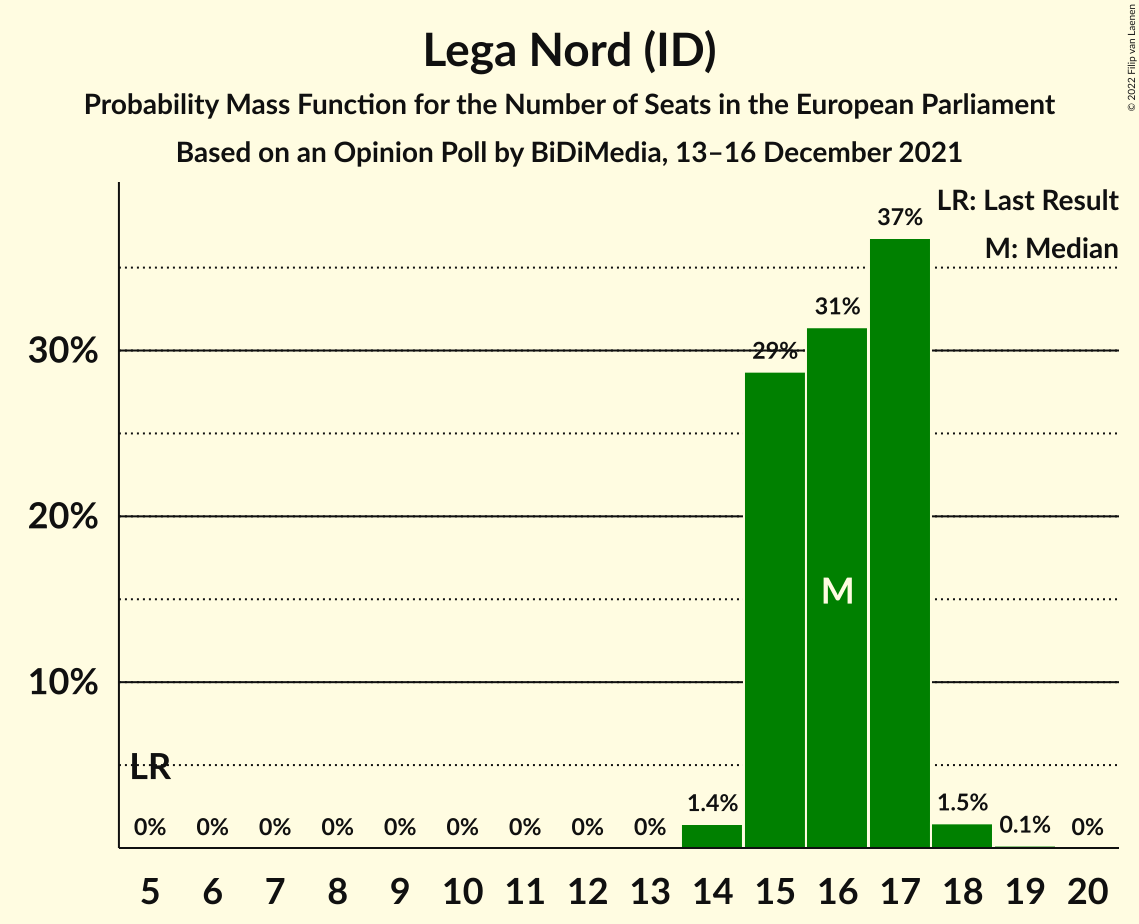 Lega Nord (ID)
Probability Mass Function for the Number of Seats in the European Parliament
Based on an Opinion Poll by BiDiMedia, 13–16 December 2021
© 2022 Filip van Laenen
LR: Last Result
M: Median
37%
31%
29%
30%
20%
M
10%
LR
1.4%
1.5%
0% 0% 0% 0% 0% 0% 0% 0% 0% 0.1% 0%
5 6 7 8 9 10 11 12 13 14 15 16 17 18 19 20